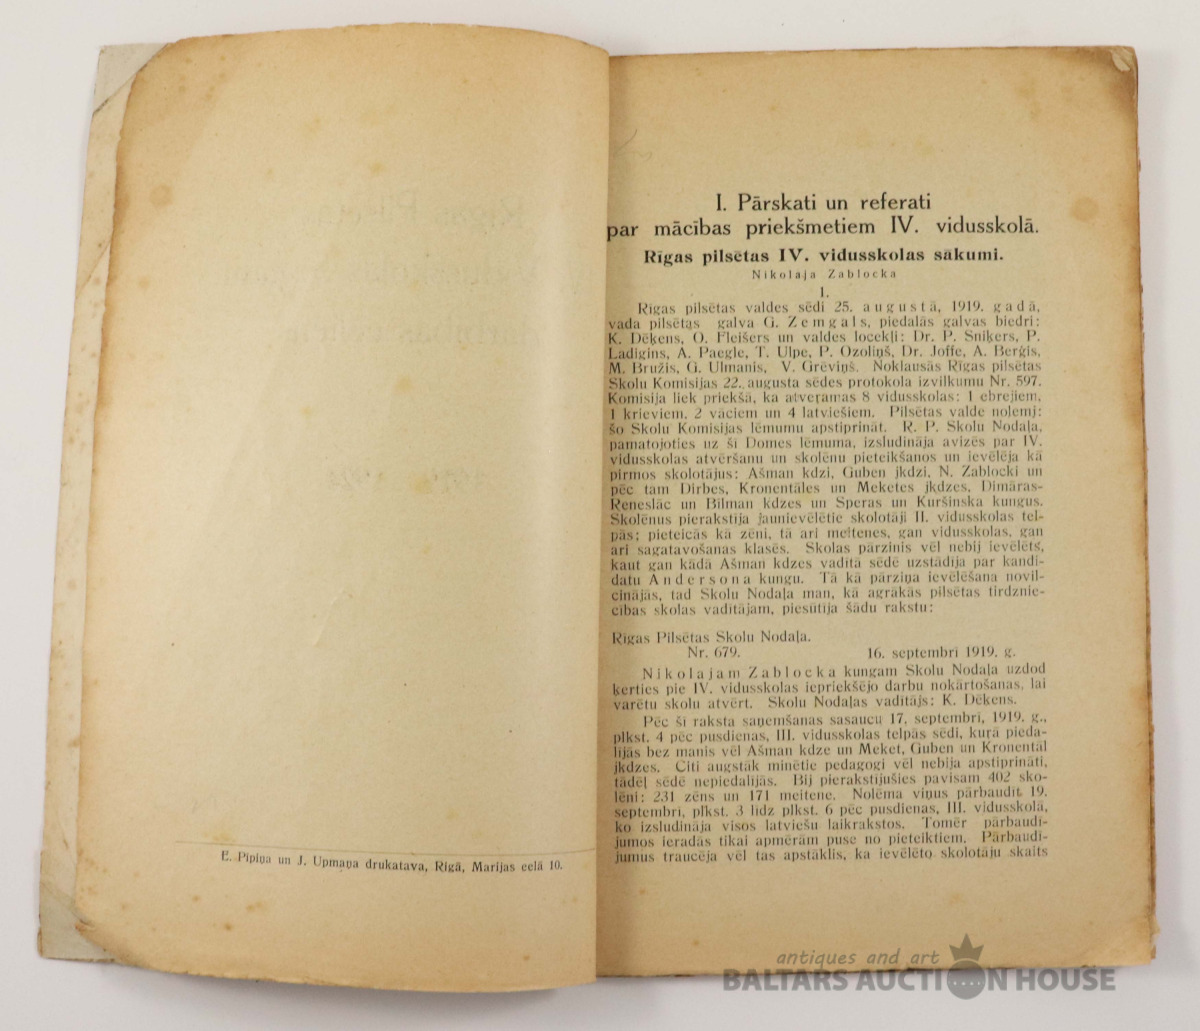 E. Pīpiņa un J. Upmaņa drukatava, Rīgā, Marijas eelā 10.
I. Pārskati un referati
par mācības priekšmetiem IV. vidusskolā.
Rīgas pilsētas IV. vidusskolas sākumi.
Nikolaja Zablocka
1.
Rīgas pilsētas valdes sēdi 25. augustā, 1919. gadā,
vada pilsētas galva G. Zemgals, piedalās galvas biedri:
K. Dēķens, O. Fleišers un valdes locekļi: Dr. P. Sniķers, P.
Ladigins, A. Paegle, T. Ulpe, P. Ozoliņš, Dr. Joffe, A. Berģis,
M. Bružis, G. Ulmanis, V. Grēviņš. Noklausās Rīgas pilsētas
Skolu Komisijas 22. augusta sēdes protokola izvilkumu Nr. 597.
Komisija liek priekšā, ka atveramas 8 vidusskolas: 1 ebrejiem,
1 krieviem, 2 vāciem un 4 latviešiem. Pilsētas valde noļemj:
šo Skolu Komisijas lēmumu apstiprināt. R. P. Skolu Nodaļa,
pamatojoties uz šī Domes lēmuma, izsludināja avizēs par IV.
vidusskolas atvēršanu un skolēnu pieteikšanos un ievēlēja kā
pirmos skolotājus: Ašman kdzi, Guben jkdzi, N. Zablocki un
pēc tam Dirbes, Kronentāles un Meketes jkdzes, Dimāras-
Reneslāc un Bilman kdzes un Speras un Kuršinska kungus.
Skolēnus pierakstīja jaunievēlētie skolotāji II. vidusskolas tel-
pās; pieteicās kā zēni, tā ari meitenes, gan vidusskolas, gan
ari sagatavošanas klasēs. Skolas pārzinis vēl nebij ievēlēts,
kaut gan kādā Ašman kdzes vadītā sēdē uzstādīja par kandi-
datu Andersona kungu. Tā kā pārziņa ievēlēšana novil-
cinājās, tad Skolu Nodaļa man, kā agrākās pilsētas tirdznie-
cības skolas vadītājam, piesūtīja šādu rakstu:
Rīgas Pilsētas Skolu Nodaļa.
Nr. 679. 16. septembrī 1919. g.
Nikolajam Zablocka kungam Skolu Nodaļa uzdod
ķerties pie IV. vidusskolas iepriekšējo darbu nokārtošanas, lai
varētu skolu atvērt. Skolu Nodaļas vadītājs: K. Dēķens.
Pēc šī raksta saņemšanas sasaucu 17. septembrī, 1919. g.,
plkst. 4 pēc pusdienas, III. vidusskolas telpās sēdi, kurā pieda-
lijās bez manis vēl Ašman kdze un Meket, Guben un Kronentāl
jkdzes. Citi augstāk minētie pedagogi vēl nebija apstiprināti,
tādēļ sēdē nepiedalījās. Bij pierakstījušies pavisam 402 sko-
lēni: 231 zēns un 171 meitene. Nolēma viņus pārbaudīt 19.
septembrī, plkst. 3 līdz plkst. 6 pēc pusdienas, III. vidusskolā,
ko izsludināja visos latviešu laikrakstos. Tomēr pārbaudī-
jumos ieradās tikai apmēram puse no pieteiktiem. Pārbaudī-
jumus traucēja vēl tas apstāklis, ka ievēlēto skolotāju skaits
antiques and art
BALTARS AUCTION HOUSE